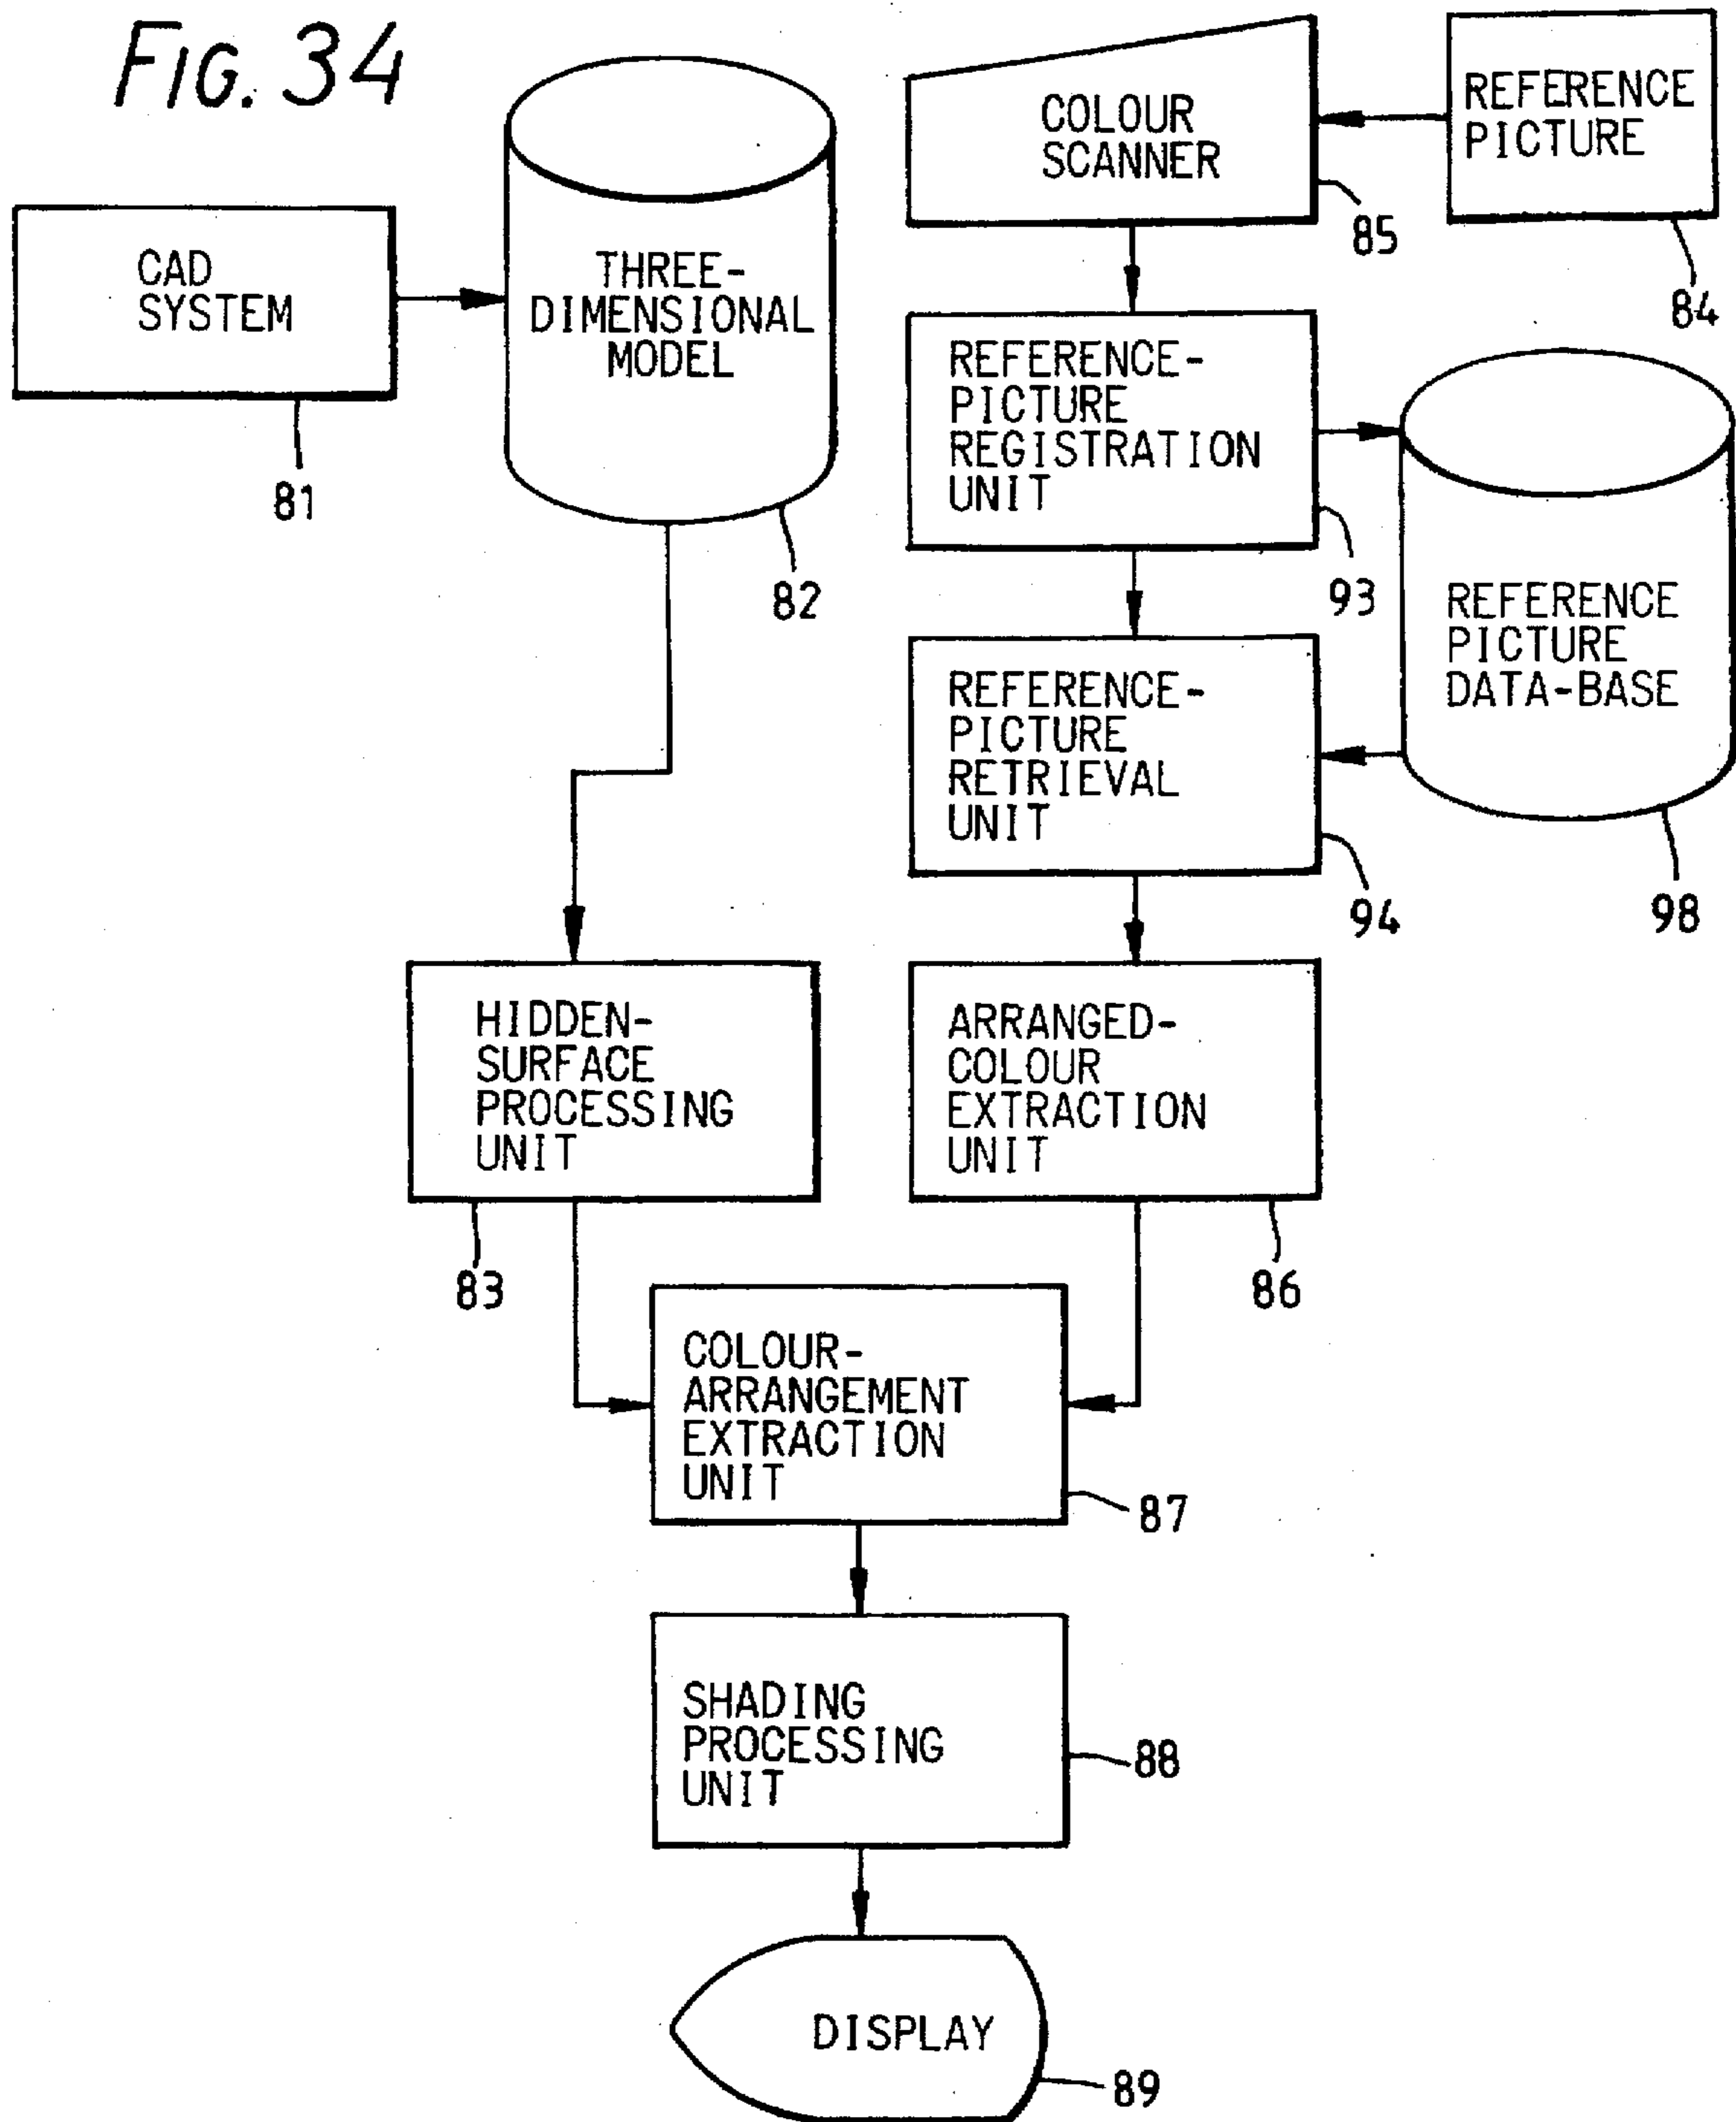 FIG. 34
CAD
SYSTEM
81
THREE-
DIMENSIONAL
MODEL
82
COLOUR
SCANNER
85
REFERENCE
PICTURE
84
REFERENCE-
PICTURE
REGISTRATION
UNIT
93
REFERENCE
PICTURE
DATA-BASE
98
REFERENCE-
PICTURE
RETRIEVAL
UNIT
94
HIDDEN-
SURFACE
PROCESSING
UNIT
83
ARRANGED-
COLOUR
EXTRACTION
UNIT
86
COLOUR-
ARRANGEMENT
EXTRACTION
UNIT
87
SHADING
PROCESSING
UNIT
88
DISPLAY
89